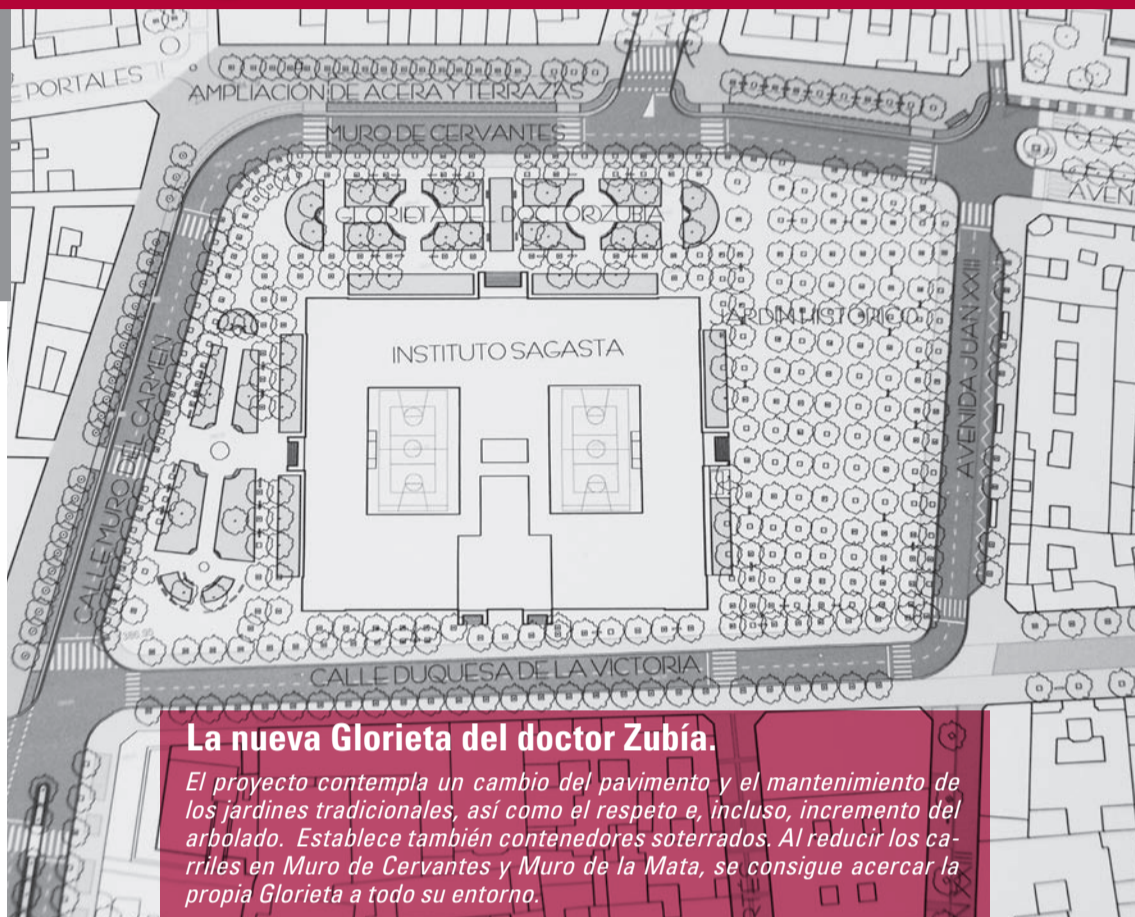 E PORTALES
AMPLIACIÓN DE ACERA Y TERRAZAS
MURO DE CERVANTES
GLORIETA DEL DOCTOR ZUBÍA
AVEN
INSTITUTO SAGASTA
JARDÍN HISTÓRICO
AVENIDA JUAN XXIII
CALLE MURO DEL CARMEN
CALLE DUQUESA DE LA VICTORIA
La nueva Glorieta del doctor Zubía.
El proyecto contempla un cambio del pavimento y el mantenimiento de
los jardines tradicionales, así como el respeto e, incluso, incremento del
arbolado. Establece también contenedores soterrados. Al reducir los ca-
rriles en Muro de Cervantes y Muro de la Mata, se consigue acercar la
propia Glorieta a todo su entorno.